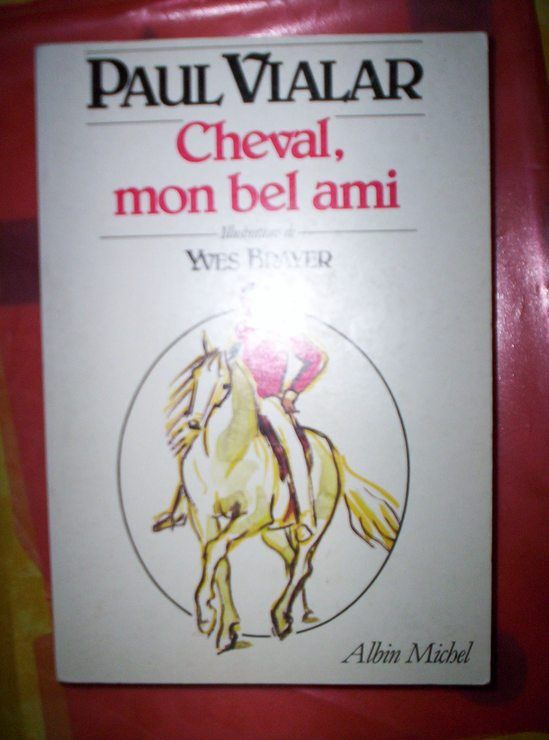 PAUL VIALAR
Cheval,
mon bel ami
Illustrations de
YVES BRAYER
Albin Michel